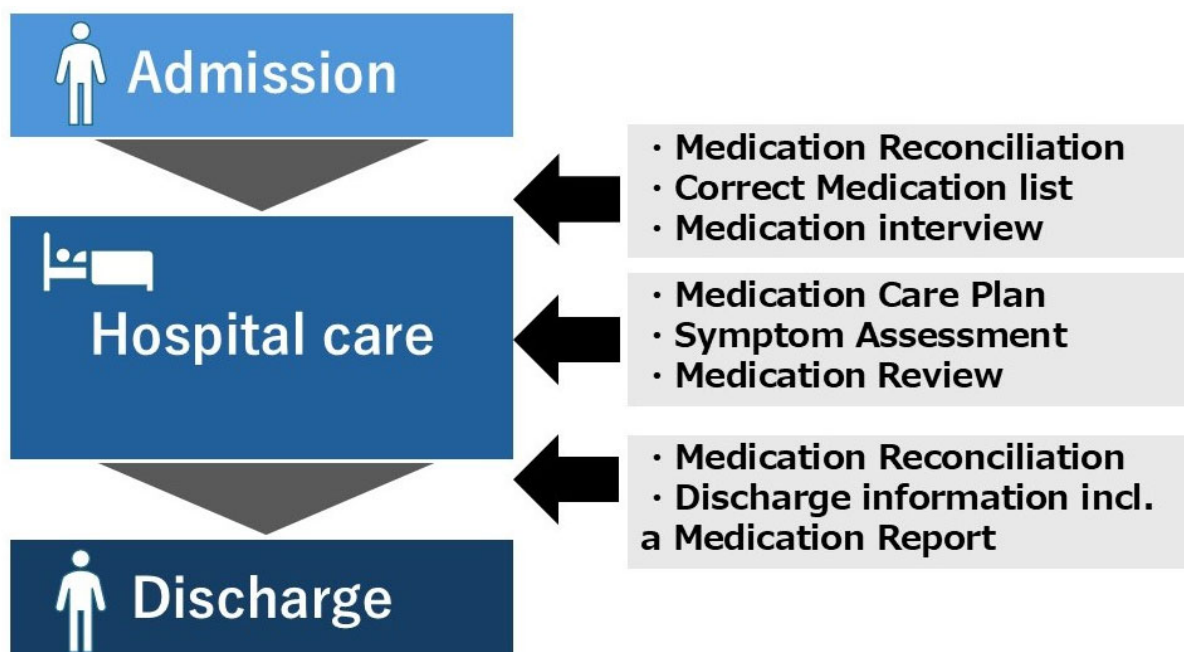 Admission
・Medication Reconciliation
・Correct Medication list
・Medication interview
Hospital care
・Medication Care Plan
・Symptom Assessment
・Medication Review
・Medication Reconciliation
・Discharge information incl.
a Medication Report
Discharge